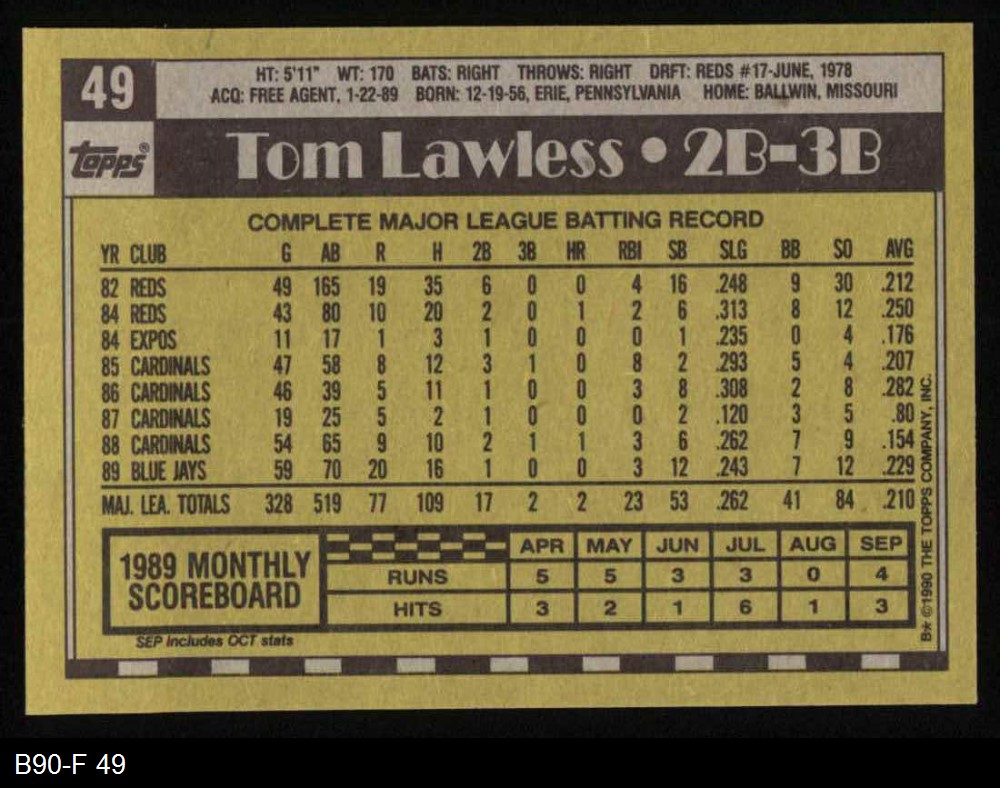 49
HT: 5'11" WT: 170 BATS: RIGHT THROWS: RIGHT DRFT: REDS #17-JUNE, 1978
ACQ: FREE AGENT, 1-22-89 BORN: 12-19-56, ERIE, PENNSYLVANIA HOME: BALLWIN, MISSOURI
topps® Tom Lawless • 2B-3B
COMPLETE MAJOR LEAGUE BATTING RECORD
YR CLUB G AB R H 2B 3B HR RBI SB SLG BB SO AVG
82 REDS 49 165 19 35 6 0 0 4 16 .248 9 30 .212
84 REDS 43 80 10 20 2 0 1 2 6 .313 8 12 .250
84 EXPOS 11 17 1 3 1 0 0 0 1 .235 0 4 .176
85 CARDINALS 47 58 8 12 3 1 0 8 2 .293 5 4 .207
86 CARDINALS 46 39 5 11 1 0 0 3 8 .308 2 8 .282
87 CARDINALS 19 25 5 2 1 0 0 0 2 .120 3 5 .80
88 CARDINALS 54 65 9 10 2 1 1 3 6 .262 7 9 .154
89 BLUE JAYS 59 70 20 16 1 0 0 3 12 .243 7 12 .229
MAJ. LEA. TOTALS 328 519 77 109 17 2 2 23 53 .262 41 84 .210
1989 MONTHLY
SCOREBOARD
APR MAY JUN JUL AUG SEP
RUNS 5 5 3 3 0 4
HITS 3 2 1 6 1 3
SEP includes OCT stats
B* ©1990 THE TOPPS COMPANY, INC.
B90-F 49